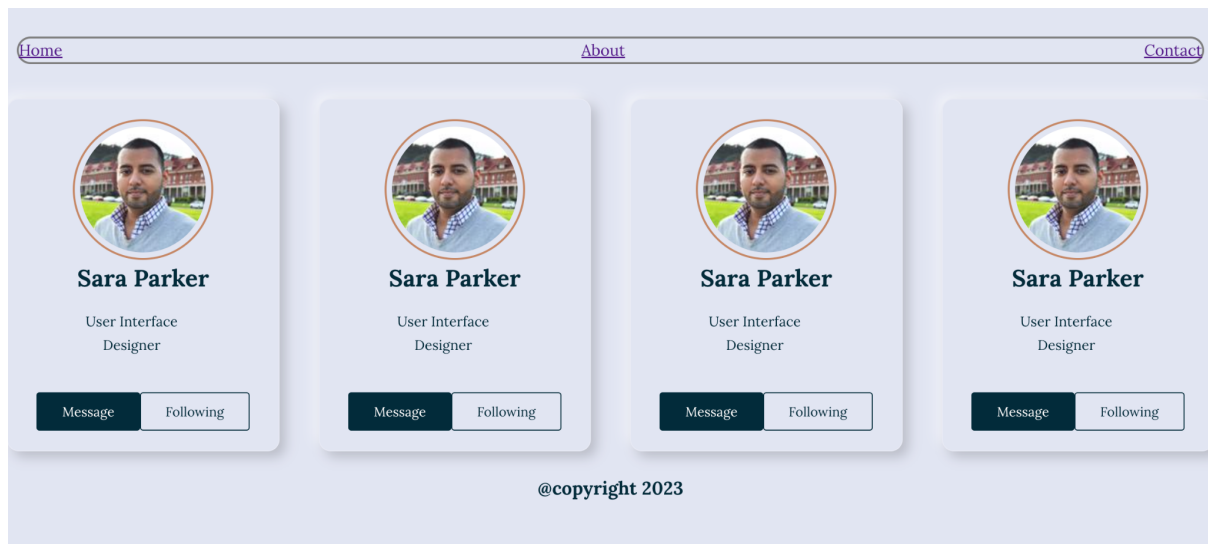 Home About Contact
Sara Parker Sara Parker Sara Parker Sara Parker
User Interface User Interface User Interface User Interface
Designer Designer Designer Designer
Message Following Message Following Message Following Message Following
@copyright 2023